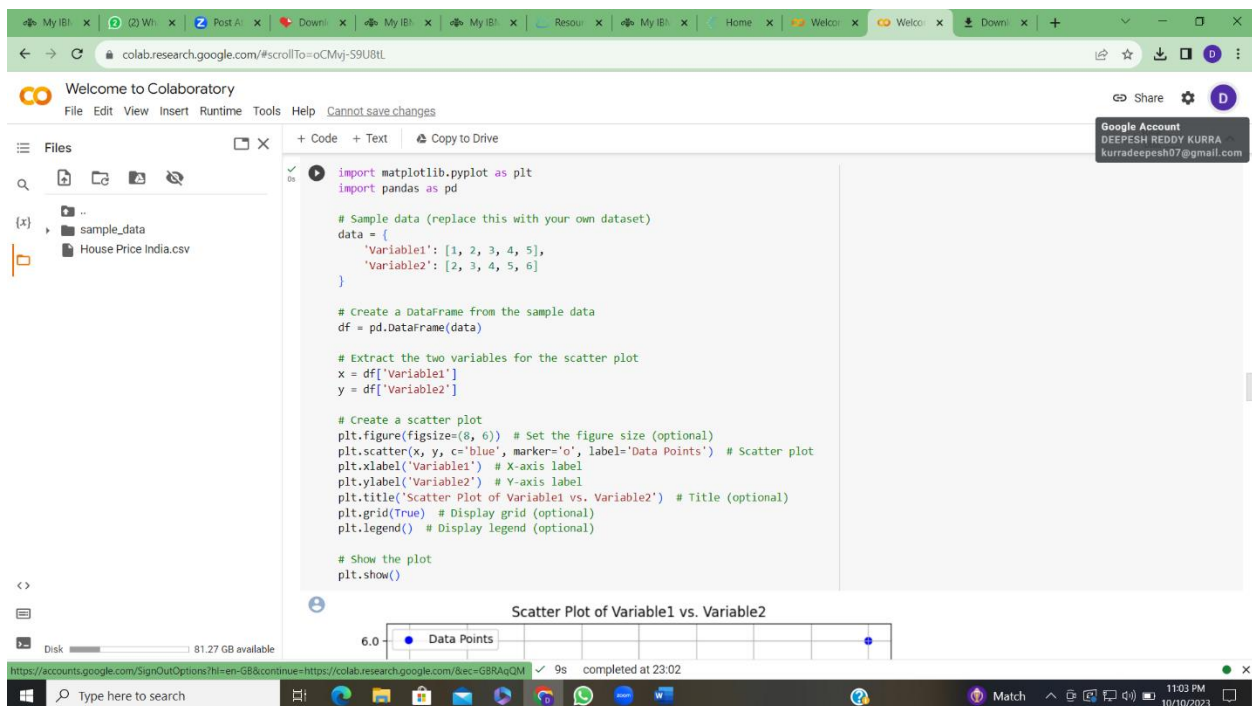 My IBM
(2) Wh
Post A
Downl
My IBM
My IBM
Resour
My IBM
Home
Welcor
Welcor
Downl
colab.research.google.com/#scrollTo=oCMvj-S9U8tL
Welcome to Colaboratory
File Edit View Insert Runtime Tools Help Cannot save changes
Share
D
Google Account
DEEPESH REDDY KURRA
kurradeepesh07@gmail.com
Files
+ Code + Text Copy to Drive
..
sample_data
House Price India.csv
{x}
0s
import matplotlib.pyplot as plt
import pandas as pd
# Sample data (replace this with your own dataset)
data = {
'Variable1': [1, 2, 3, 4, 5],
'Variable2': [2, 3, 4, 5, 6]
}
# Create a DataFrame from the sample data
df = pd.DataFrame(data)
# Extract the two variables for the scatter plot
x = df['Variable1']
y = df['Variable2']
# Create a scatter plot
plt.figure(figsize=(8, 6)) # Set the figure size (optional)
plt.scatter(x, y, c='blue', marker='o', label='Data Points') # Scatter plot
plt.xlabel('Variable1') # X-axis label
plt.ylabel('Variable2') # Y-axis label
plt.title('Scatter Plot of Variable1 vs. Variable2') # Title (optional)
plt.grid(True) # Display grid (optional)
plt.legend() # Display legend (optional)
# Show the plot
plt.show()
Scatter Plot of Variable1 vs. Variable2
6.0
Data Points
Disk 81.27 GB available
https://accounts.google.com/SignOutOptions?hl=en-GB&continue=https://colab.research.google.com/&ec=GBRAqQM
9s completed at 23:02
Type here to search
Match
11:03 PM
10/10/2023